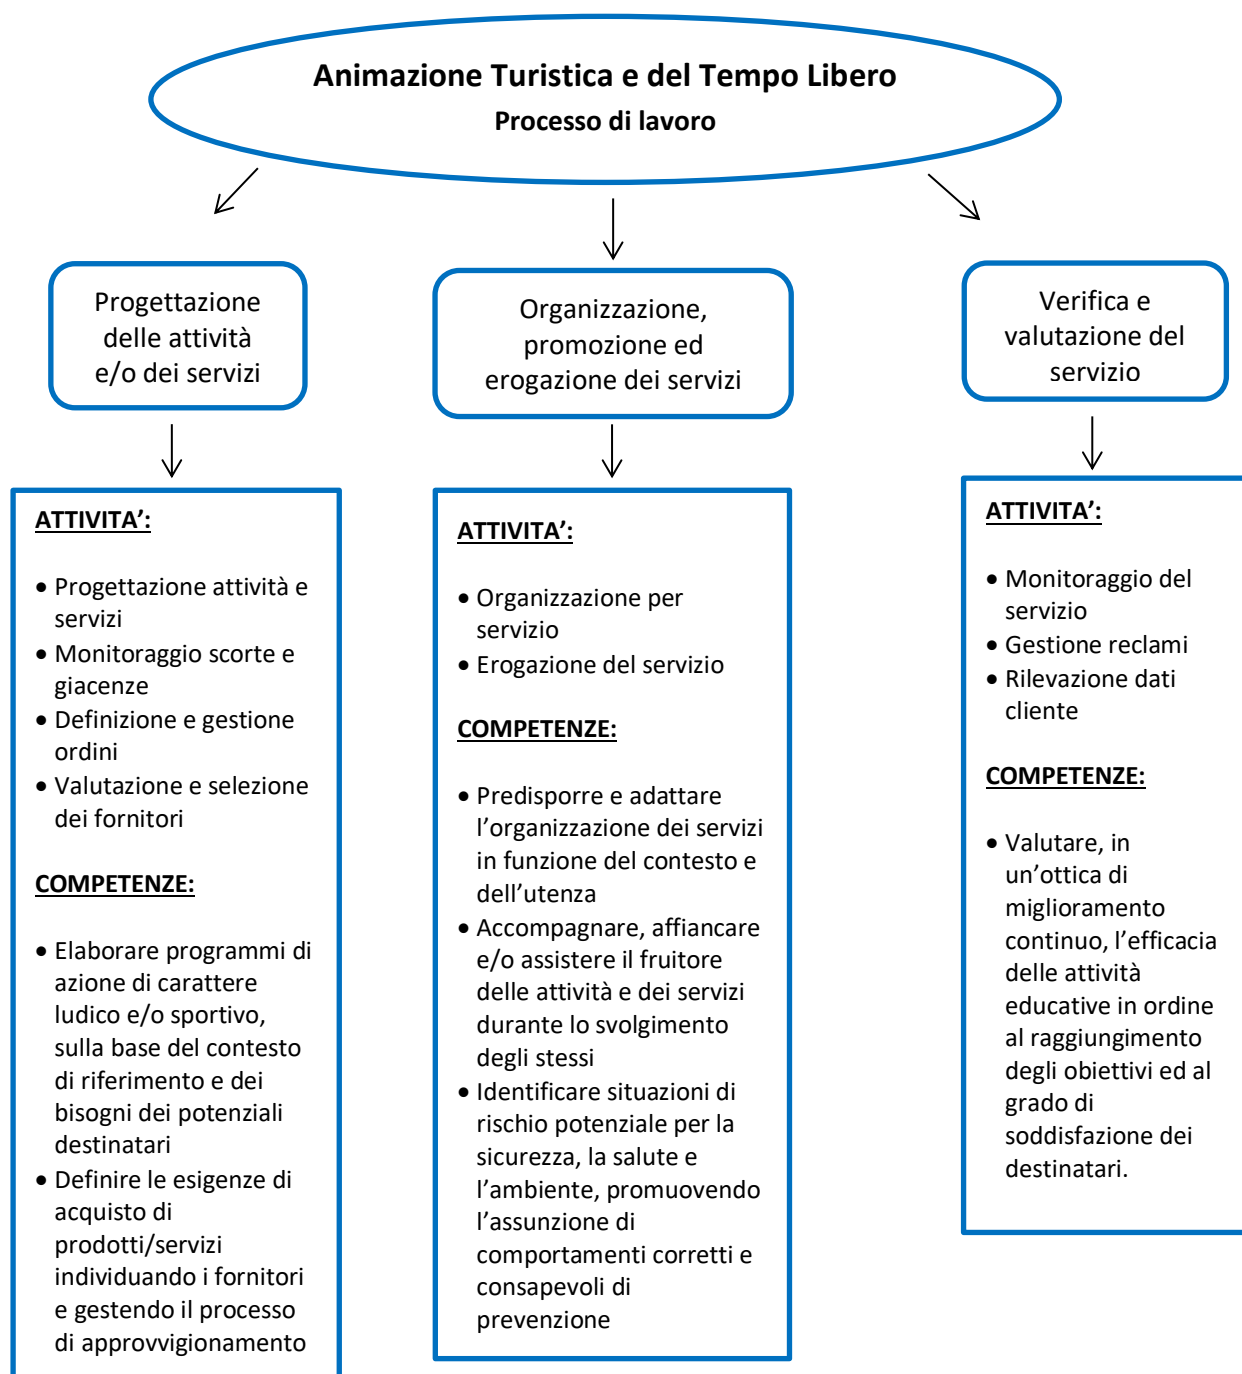 Animazione Turistica e del Tempo Libero
Processo di lavoro
Progettazione
delle attività
e/o dei servizi
Organizzazione,
promozione ed
erogazione dei servizi
Verifica e
valutazione del
servizio
ATTIVITA’:
• Progettazione attività e
servizi
• Monitoraggio scorte e
giacenze
• Definizione e gestione
ordini
• Valutazione e selezione
dei fornitori
COMPETENZE:
• Elaborare programmi di
azione di carattere
ludico e/o sportivo,
sulla base del contesto
di riferimento e dei
bisogni dei potenziali
destinatari
• Definire le esigenze di
acquisto di
prodotti/servizi
individuando i fornitori
e gestendo il processo
di approvvigionamento
ATTIVITA’:
• Organizzazione per
servizio
• Erogazione del servizio
COMPETENZE:
• Predisporre e adattare
l’organizzazione dei servizi
in funzione del contesto e
dell’utenza
• Accompagnare, affiancare
e/o assistere il fruitore
delle attività e dei servizi
durante lo svolgimento
degli stessi
• Identificare situazioni di
rischio potenziale per la
sicurezza, la salute e
l’ambiente, promuovendo
l’assunzione di
comportamenti corretti e
consapevoli di
prevenzione
ATTIVITA’:
• Monitoraggio del
servizio
• Gestione reclami
• Rilevazione dati
cliente
COMPETENZE:
• Valutare, in
un’ottica di
miglioramento
continuo, l’efficacia
delle attività
educative in ordine
al raggiungimento
degli obiettivi ed al
grado di
soddisfazione dei
destinatari.